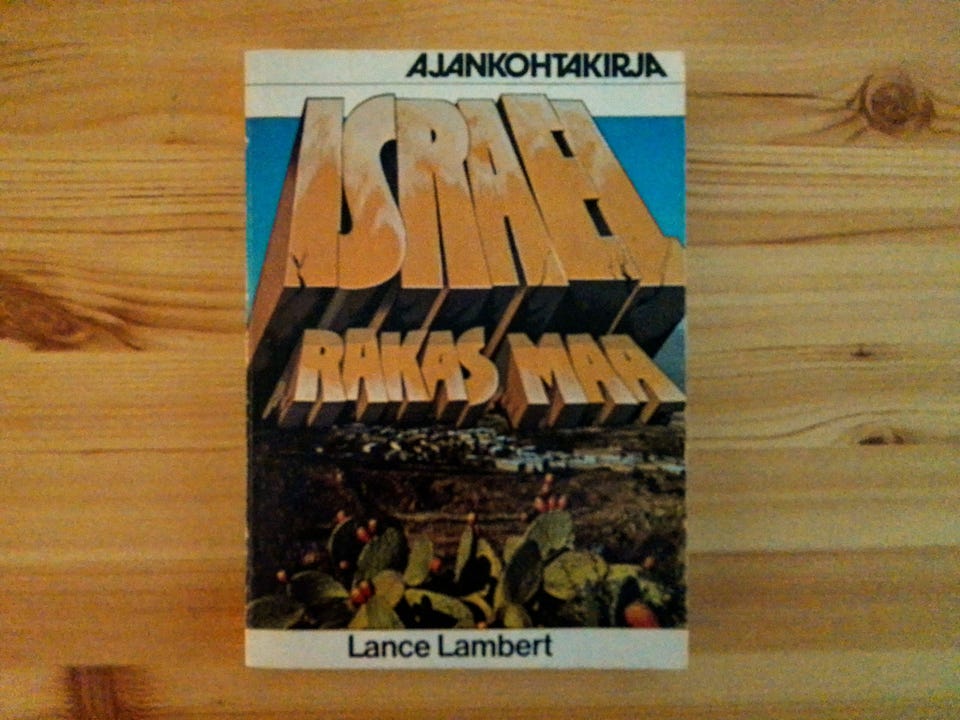 AJANKOHTAKIRJA
ISRAEL
RAKAS MAA
Lance Lambert